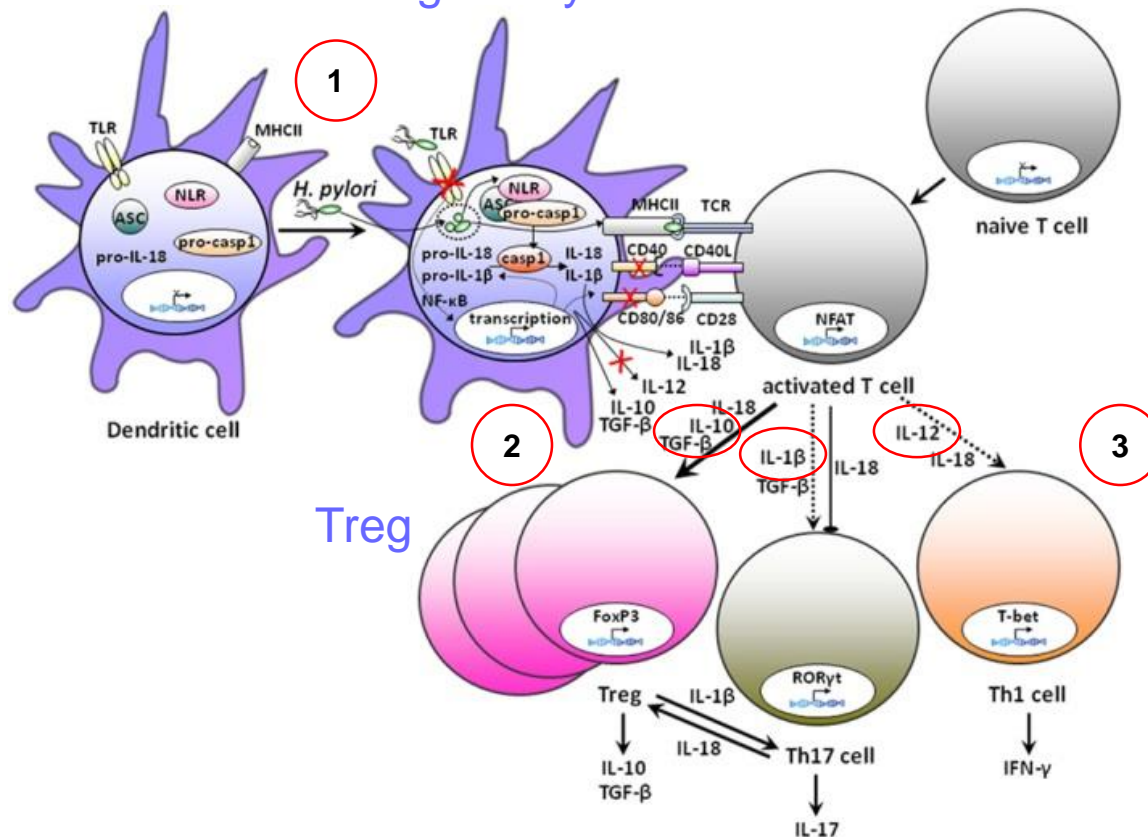 1
TLR
MHCII
NLR
ASC
pro-casp1
pro-IL-18
Dendritic cell
H. pylori
TLR
NLR
ASC
pro-casp1
pro-IL-18
casp1
IL-18
pro-IL-1β
IL-1β
NF-κB
transcription
MHCII
TCR
CD40
CD40L
CD80/86
CD28
NFAT
naive T cell
activated T cell
IL-1β
IL-18
IL-12
IL-10
TGF-β
2
IL-18
IL-10
TGF-β
IL-1β
TGF-β
IL-18
IL-12
IL-18
3
Treg
FoxP3
RORγt
T-bet
Treg
IL-1β
IL-18
Th17 cell
Th1 cell
IL-10
TGF-β
IL-17
IFN-γ